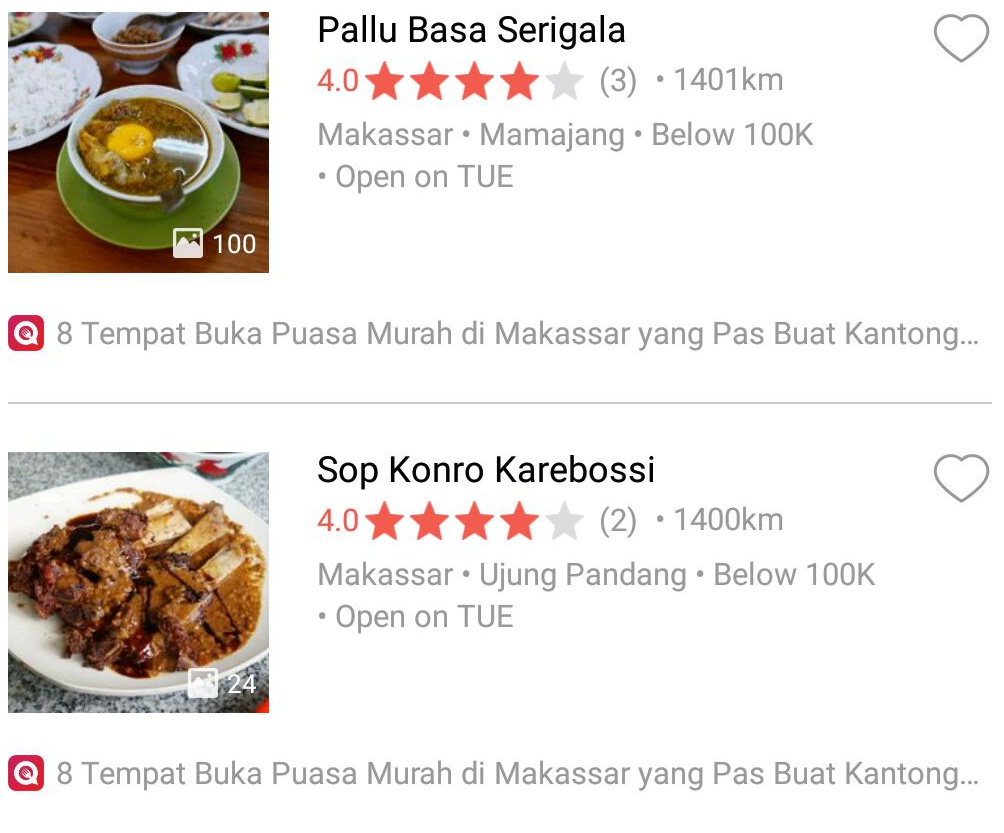 Pallu Basa Serigala
4.0 (3) • 1401km
Makassar • Mamajang • Below 100K
• Open on TUE
100
8 Tempat Buka Puasa Murah di Makassar yang Pas Buat Kantong...
Sop Konro Karebossi
4.0 (2) • 1400km
Makassar • Ujung Pandang • Below 100K
• Open on TUE
24
8 Tempat Buka Puasa Murah di Makassar yang Pas Buat Kantong...